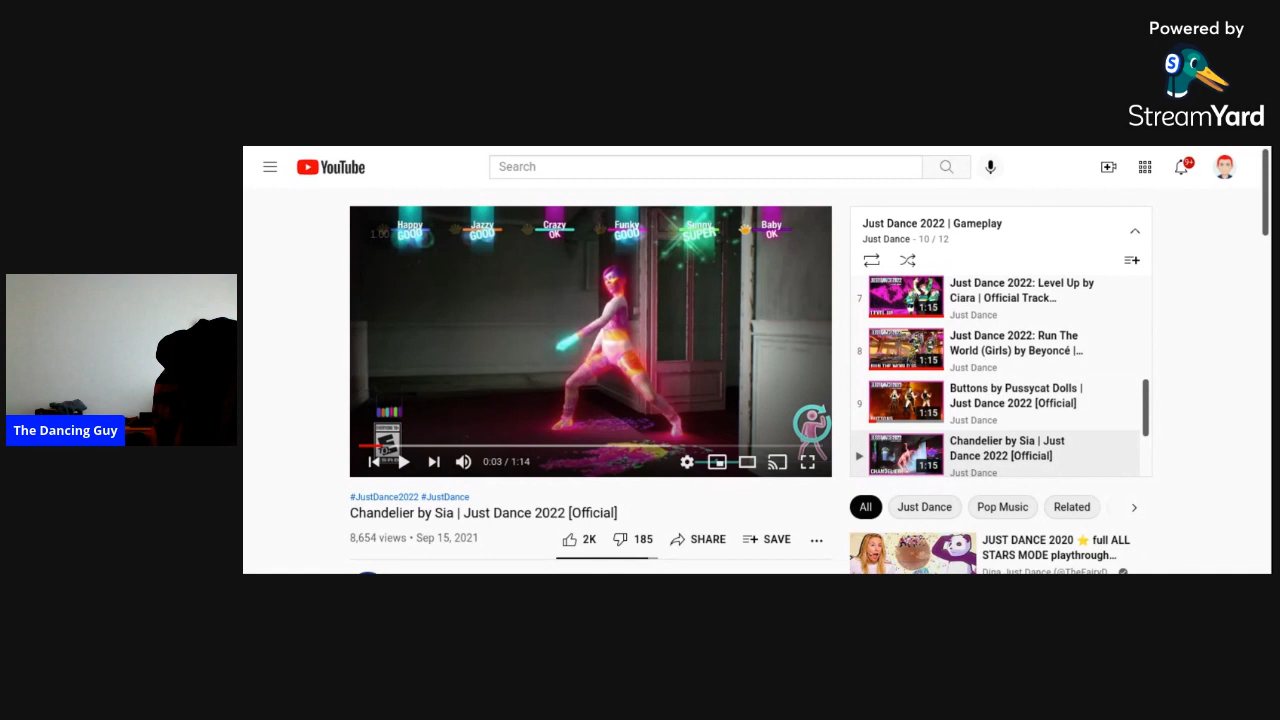 Powered by
StreamYard
YouTube
Search
9+
Happy
GOOD
Jazzy
GOOD
Crazy
OK
Funky
GOOD
Sunny
SUPER
Baby
OK
0:03 / 1:14
Just Dance 2022 | Gameplay
Just Dance - 10 / 12
7
1:15
Just Dance 2022: Level Up by
Ciara | Official Track...
Just Dance
8
1:15
Just Dance 2022: Run The
World (Girls) by Beyoncé |...
Just Dance
9
BUTTONS
1:15
Buttons by Pussycat Dolls |
Just Dance 2022 [Official]
Just Dance
CHANDELIER
1:15
Chandelier by Sia | Just
Dance 2022 [Official]
Just Dance
The Dancing Guy
#JustDance2022 #JustDance
Chandelier by Sia | Just Dance 2022 [Official]
8,654 views • Sep 15, 2021
2K
185
SHARE
SAVE
All
Just Dance
Pop Music
Related
JUST DANCE 2020 ⭐ full ALL
STARS MODE playthrough...